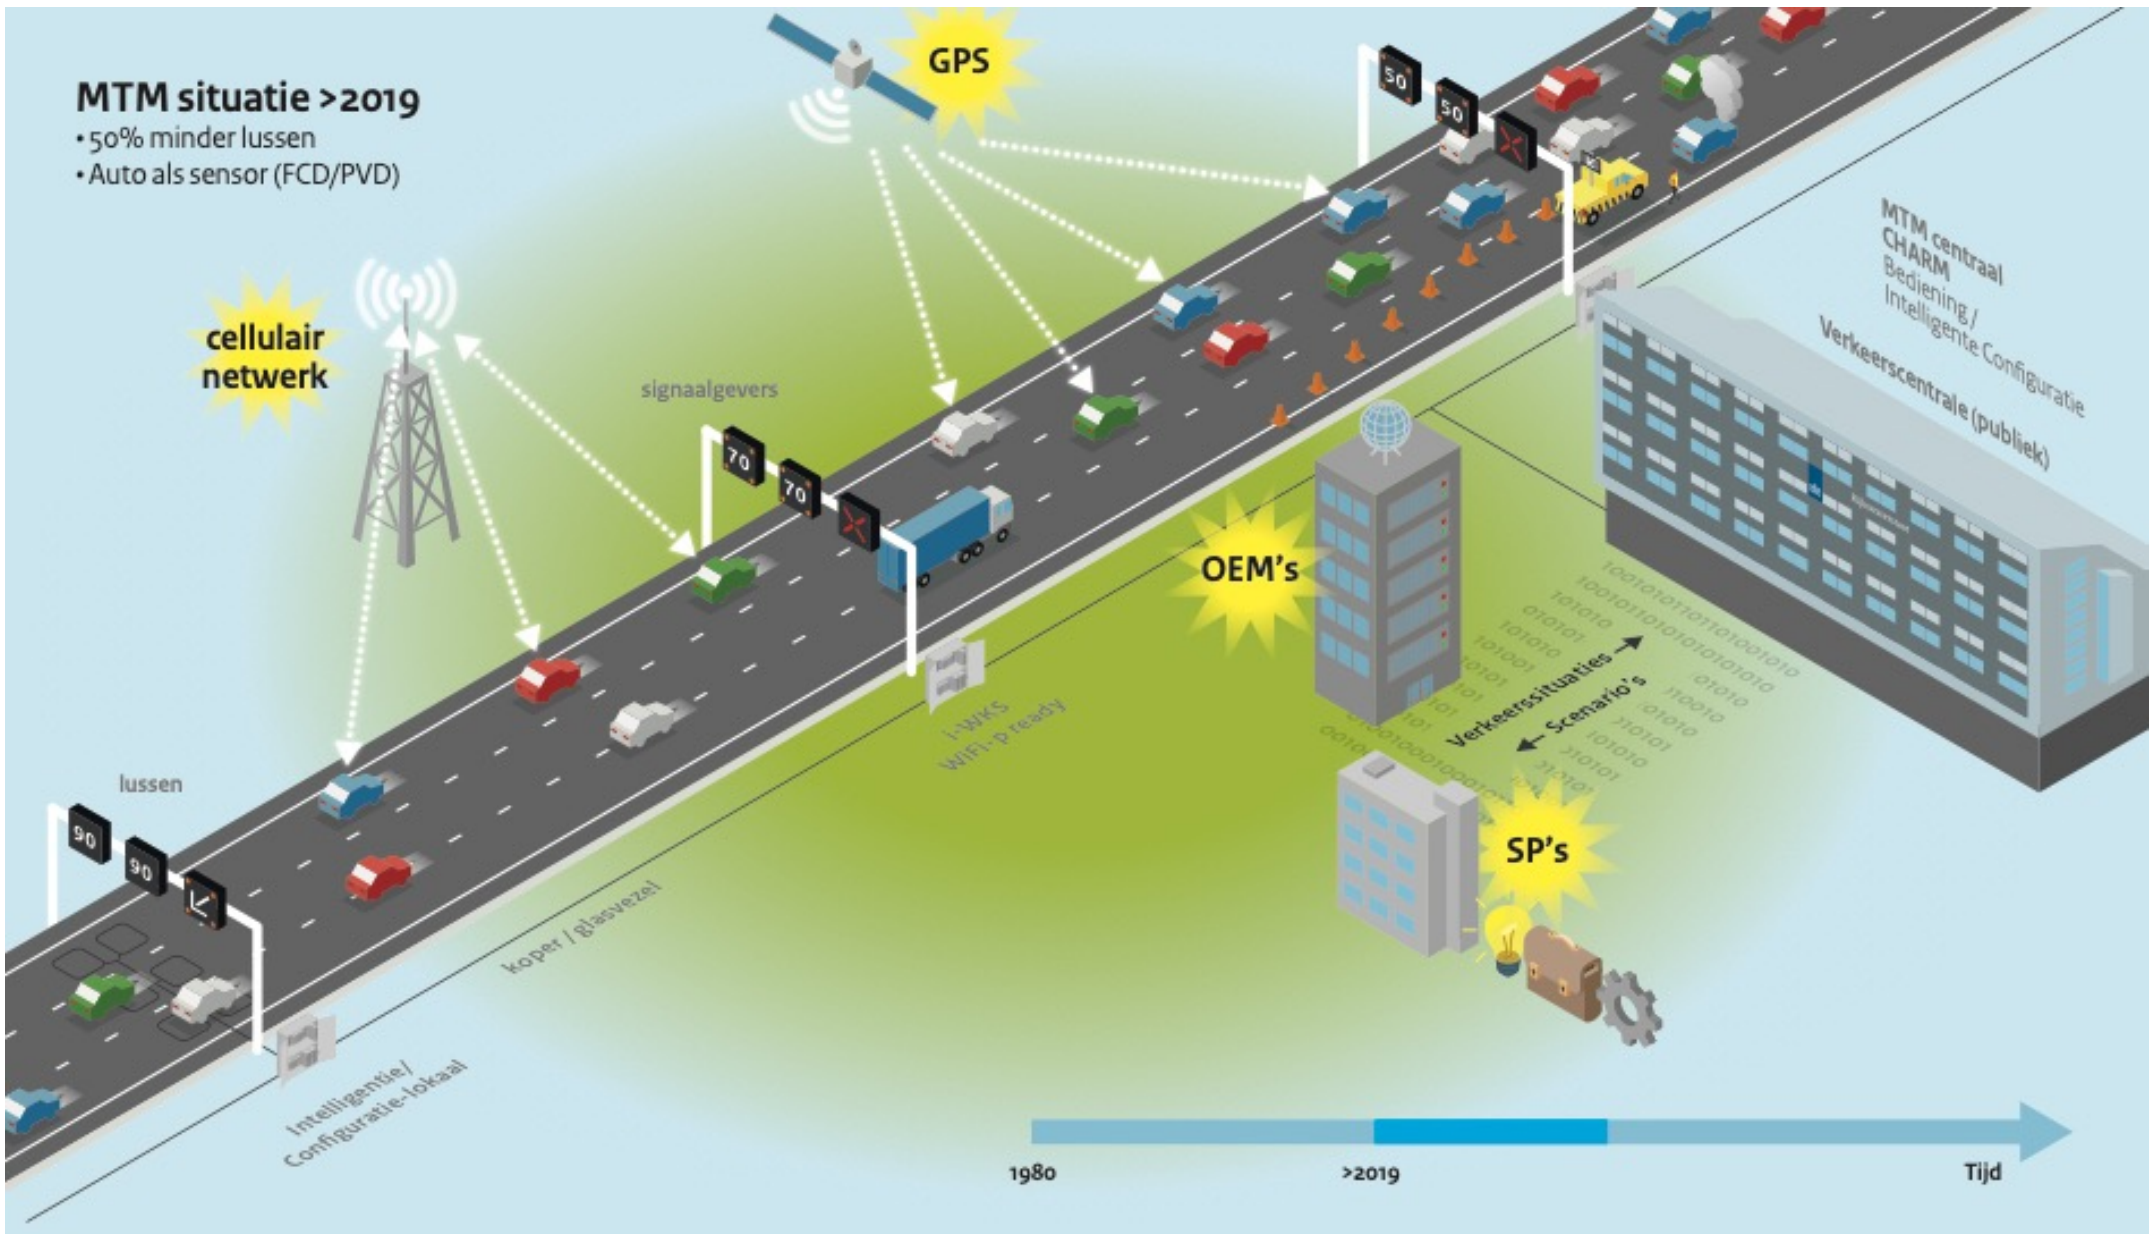 MTM situatie >2019
• 50% minder lussen
• Auto als sensor (FCD/PVD)
GPS
cellulair
netwerk
signaalgevers
lussen
50
50
70
70
90
90
MTM centraal
CHARM
Bediening /
Intelligente Configuratie
Verkeerscentrale (publiek)
OEM's
Verkeerssituaties
Scenario's
SP's
i-WKS
WiFi-p ready
koper / glasvezel
Intelligentie/
Configuratie-lokaal
1980
>2019
Tijd